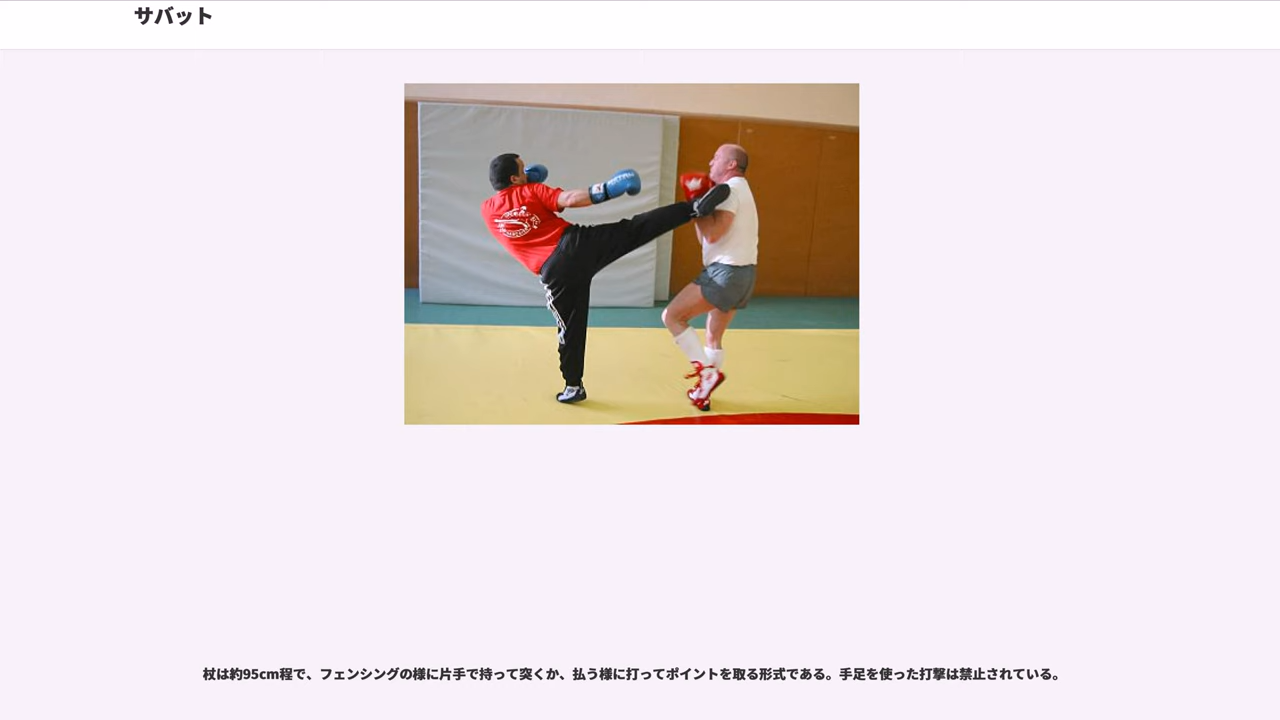 サバット
杖は約95cm程で、フェンシングの様に片手で持って突くか、払う様に打ってポイントを取る形式である。手足を使った打撃は禁止されている。